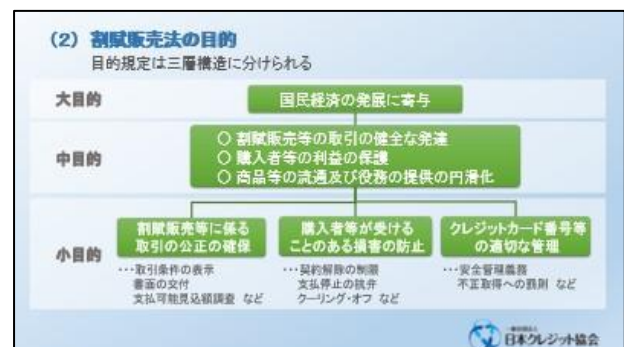 （2）割賦販売法の目的
目的規定は三層構造に分けられる
大目的
国民経済の発展に寄与
中目的
○ 割賦販売等の取引の健全な発達
○ 購入者等の利益の保護
○ 商品等の流通及び役務の提供の円滑化
小目的
割賦販売等に係る
取引の公正の確保
･･･取引条件の表示
書面の交付
支払可能見込額調査 など
購入者等が受ける
ことのある損害の防止
･･･契約解除の制限
支払停止の抗弁
クーリング・オフ など
クレジットカード番号等
の適切な管理
･･･安全管理義務
不正取得への罰則 など
一般社団法人
日本クレジット協会